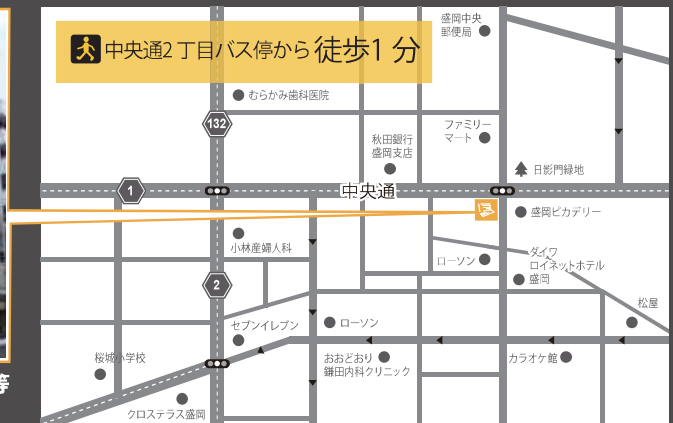 中央通2丁目バス停から徒歩1分
盛岡中央
郵便局
むらかみ歯科医院
132
ファミリー
マート
秋田銀行
盛岡支店
日影門緑地
1
中央通
盛岡ピカデリー
小林産婦人科
ローソン
ダイワ
ロイネットホテル
盛岡
2
松屋
セブンイレブン
ローソン
桜城小学校
おおどおり
鎌田内科クリニック
カラオケ館
等
クロステラス盛岡